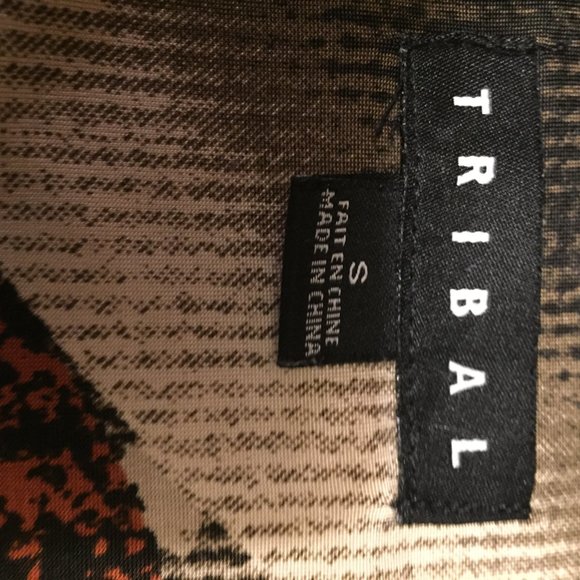 TRIBAL
S
FAIT EN CHINE
MADE IN CHINA